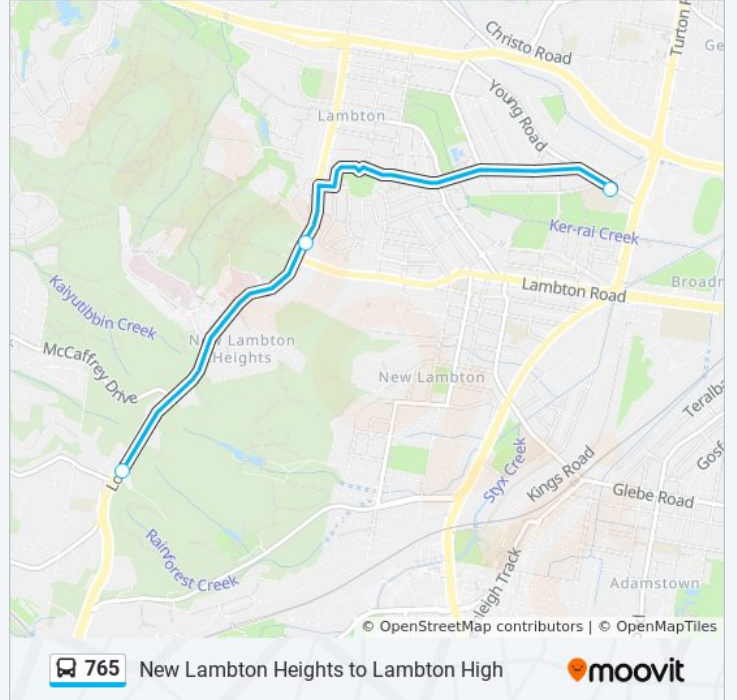 Christo Road
Turton R
Ge
Young Road
Lambton
Ker-rai Creek
Kaiyutibbin Creek
Lambton Road
Broadn
New Lambton
Heights
McCaffrey Drive
New Lambton
Teralba
Gosf
Styx Creek
Kings Road
Glebe Road
Lo
Rainforest Creek
leigh Track
Adamstown
© OpenStreetMap contributors | © OpenMapTiles
765 New Lambton Heights to Lambton High moovit